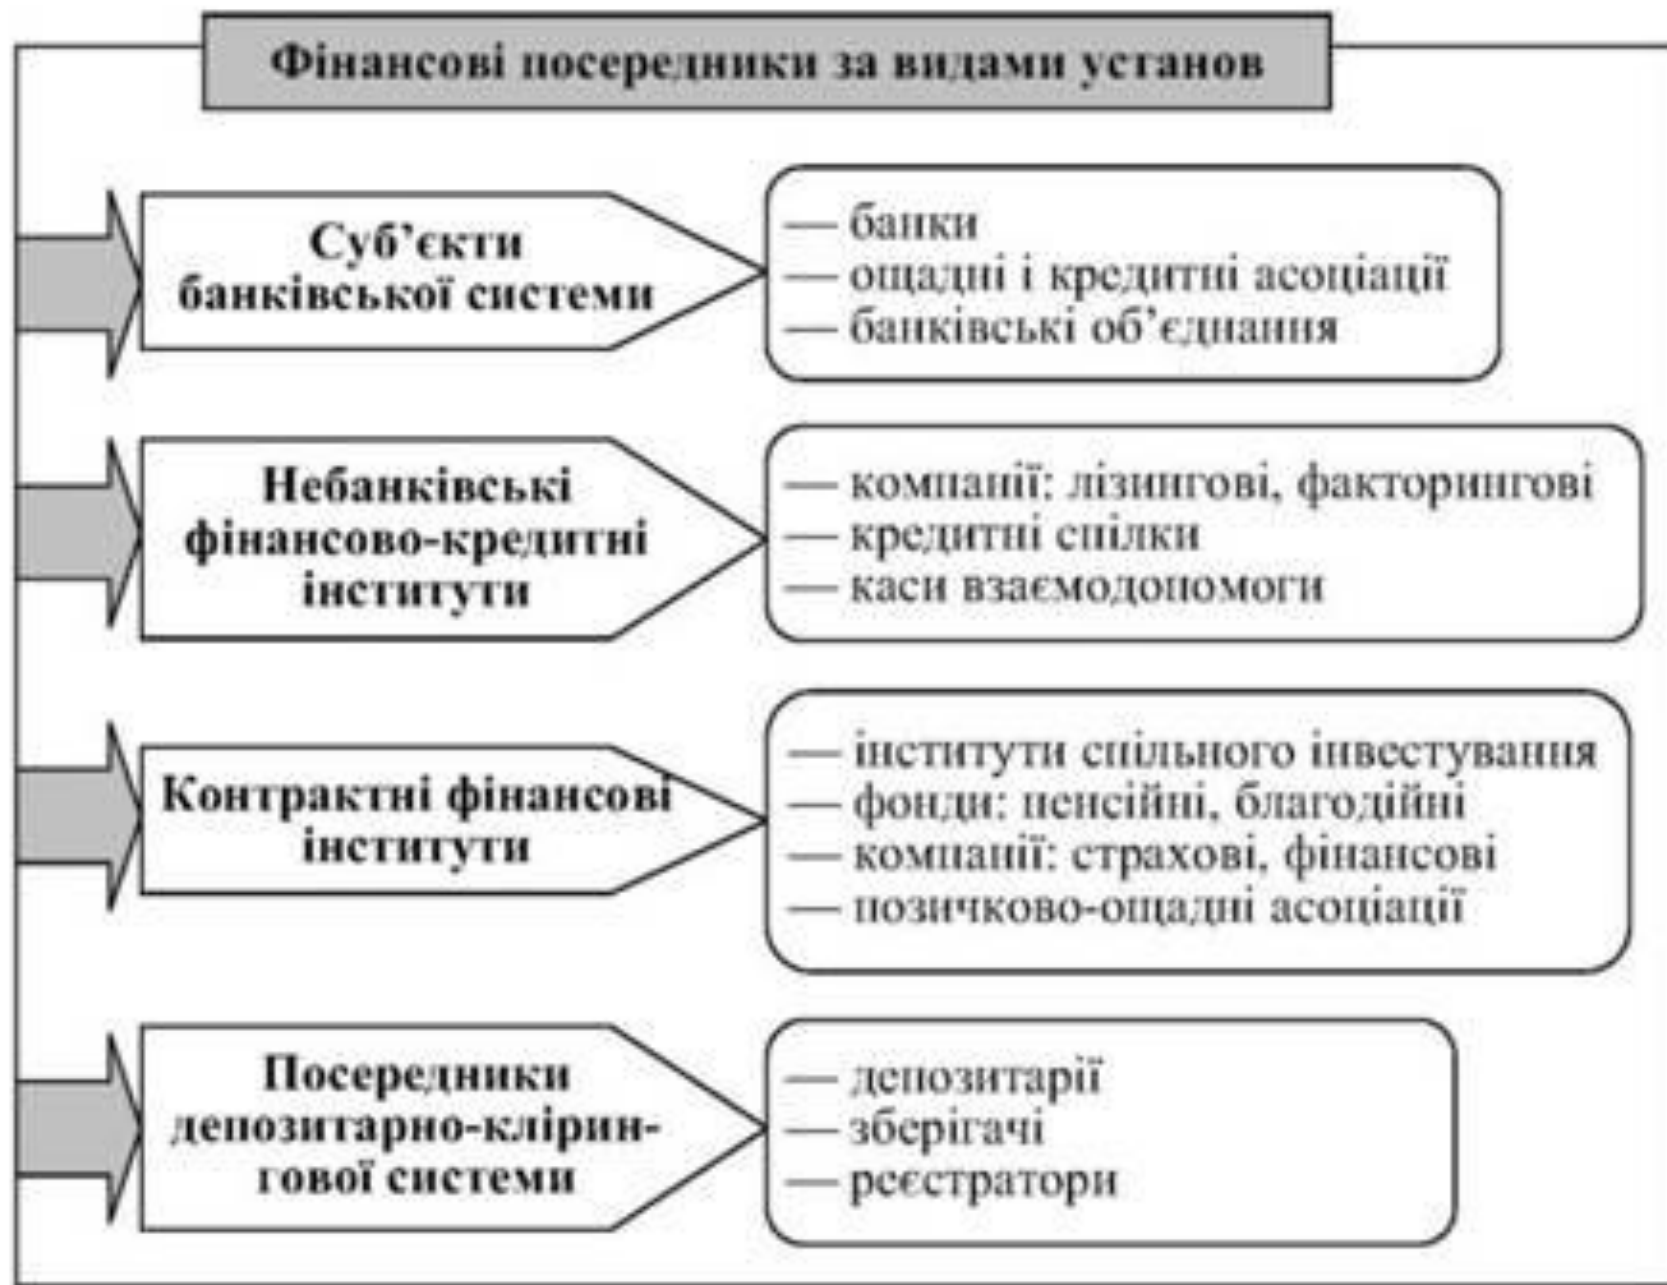 Фінансові посередники за видами установ
Суб’єкти
банківської системи
— банки
— ощадні і кредитні асоціації
— банківські об’єднання
Небанківські
фінансово-кредитні
інститути
— компанії: лізингові, факторингові
— кредитні спілки
— каси взаємодопомоги
Контрактні фінансові
інститути
— інститути спільного інвестування
— фонди: пенсійні, благодійні
— компанії: страхові, фінансові
— позичково-ощадні асоціації
Посередники
депозитарно-клірин-
гової системи
— депозитарії
— зберігачі
— реєстратори